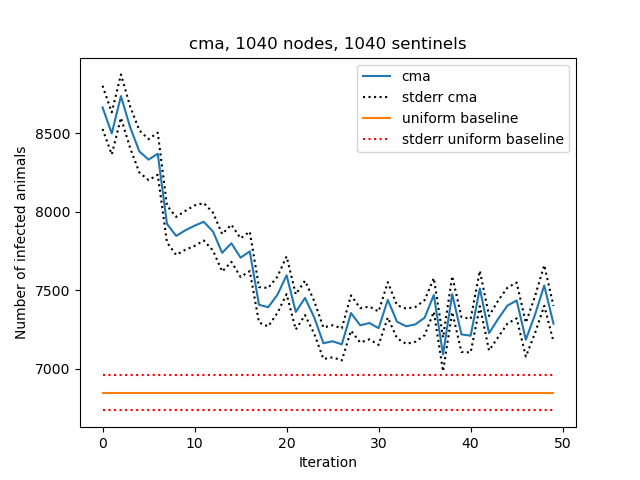 cma, 1040 nodes, 1040 sentinels
cma
stderr cma
uniform baseline
stderr uniform baseline
Number of infected animals
8500
8000
7500
7000
0 10 20 30 40 50
Iteration